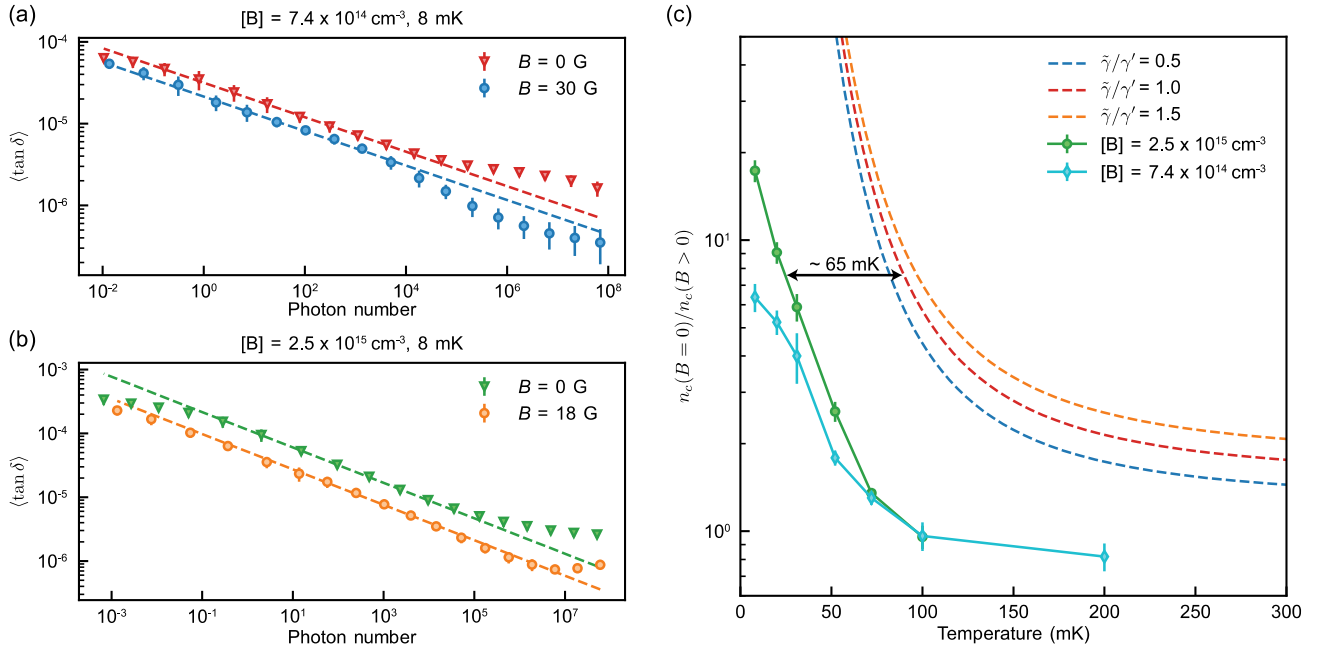 (a)
[B] = 7.4 x 10¹⁴ cm⁻³, 8 mK
10⁻⁴
10⁻⁵
10⁻⁶
⟨tan δ⟩
B = 0 G
B = 30 G
10⁻² 10⁰ 10² 10⁴ 10⁶ 10⁸
Photon number
(b)
[B] = 2.5 x 10¹⁵ cm⁻³, 8 mK
10⁻³
10⁻⁴
10⁻⁵
10⁻⁶
⟨tan δ⟩
B = 0 G
B = 18 G
10⁻³ 10⁻¹ 10¹ 10³ 10⁵ 10⁷
Photon number
(c)
n_c(B = 0)/n_c(B > 0)
10¹
10⁰
γ̃/γ′ = 0.5
γ̃/γ′ = 1.0
γ̃/γ′ = 1.5
[B] = 2.5 x 10¹⁵ cm⁻³
[B] = 7.4 x 10¹⁴ cm⁻³
~ 65 mK
0 50 100 150 200 250 300
Temperature (mK)